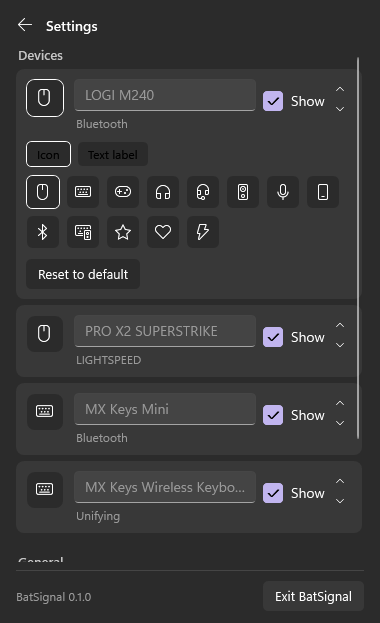 Settings
Devices
LOGI M240
Show
Bluetooth
Icon
Text label
Reset to default
PRO X2 SUPERSTRIKE
Show
LIGHTSPEED
MX Keys Mini
Show
Bluetooth
MX Keys Wireless Keybo...
Show
Unifying
General
BatSignal 0.1.0
Exit BatSignal